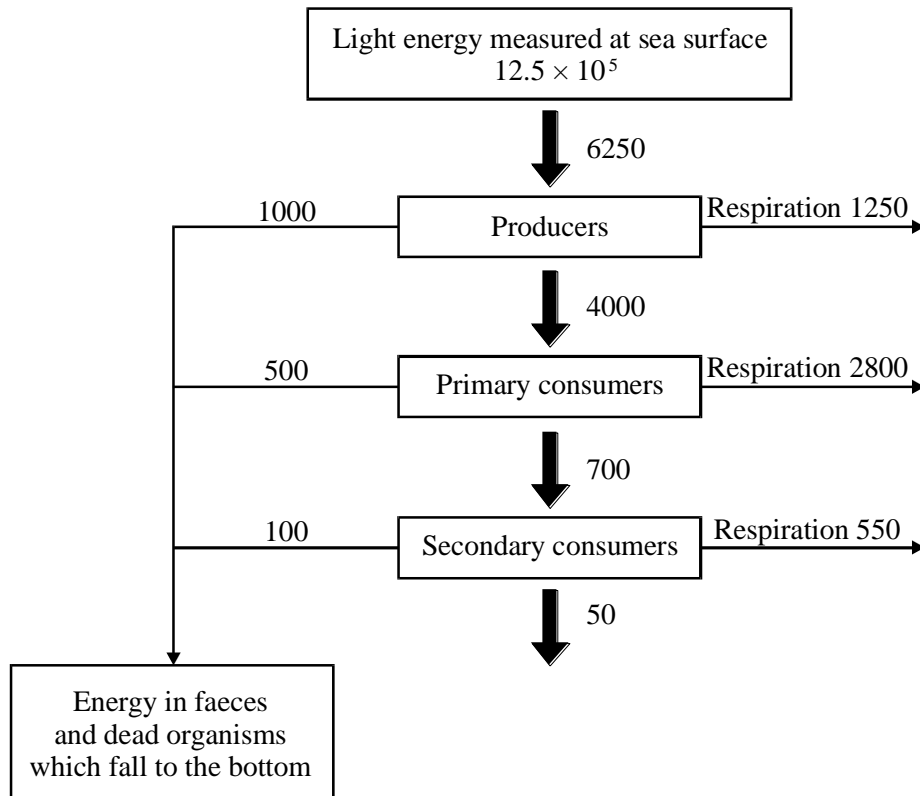 Light energy measured at sea surface
12.5 × 10⁵
6250
1000
Producers
Respiration 1250
4000
500
Primary consumers
Respiration 2800
700
100
Secondary consumers
Respiration 550
50
Energy in faeces
and dead organisms
which fall to the bottom